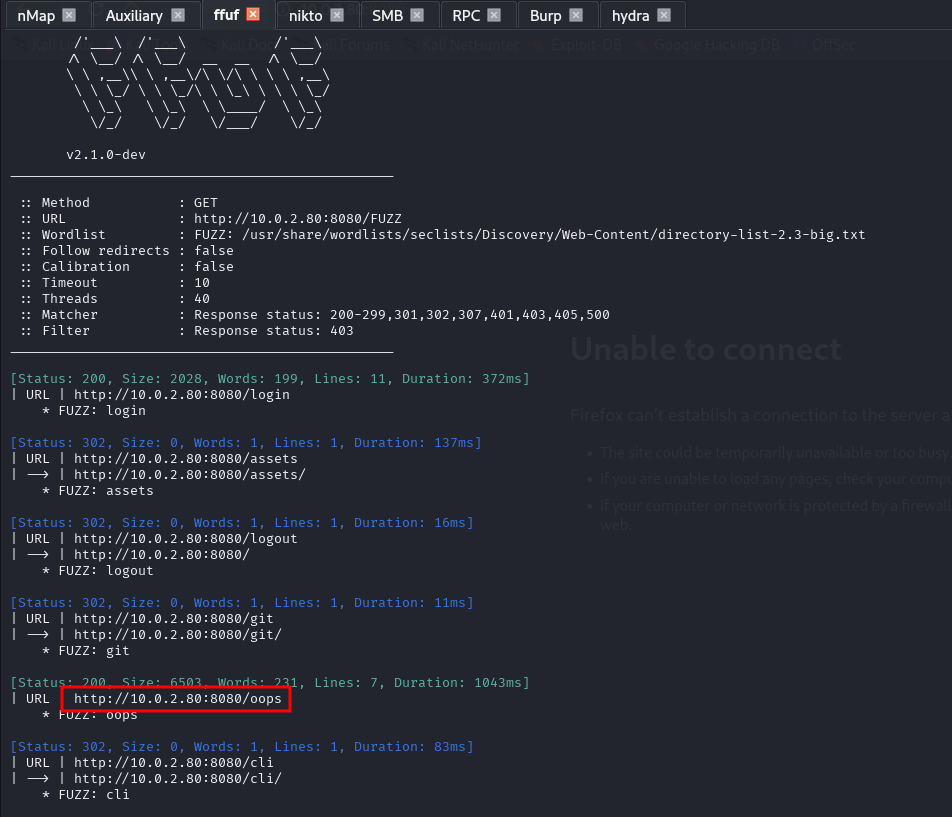 nMap Auxiliary ffuf nikto SMB RPC Burp hydra
Kali Forums Kali NetHunter Exploit-DB Google Hacking DB OffSec
v2.1.0-dev
:: Method : GET
:: URL : http://10.0.2.80:8080/FUZZ
:: Wordlist : FUZZ: /usr/share/wordlists/seclists/Discovery/Web-Content/directory-list-2.3-big.txt
:: Follow redirects : false
:: Calibration : false
:: Timeout : 10
:: Threads : 40
:: Matcher : Response status: 200-299,301,302,307,401,403,405,500
:: Filter : Response status: 403
Unable to connect
Firefox can't establish a connection to the server a
The site could be temporarily unavailable or too busy.
If you are unable to load any pages, check your compu
If your computer or network is protected by a firewall
web.
[Status: 200, Size: 2028, Words: 199, Lines: 11, Duration: 372ms]
| URL | http://10.0.2.80:8080/login
* FUZZ: login
[Status: 302, Size: 0, Words: 1, Lines: 1, Duration: 137ms]
| URL | http://10.0.2.80:8080/assets
| --> | http://10.0.2.80:8080/assets/
* FUZZ: assets
[Status: 302, Size: 0, Words: 1, Lines: 1, Duration: 16ms]
| URL | http://10.0.2.80:8080/logout
| --> | http://10.0.2.80:8080/
* FUZZ: logout
[Status: 302, Size: 0, Words: 1, Lines: 1, Duration: 11ms]
| URL | http://10.0.2.80:8080/git
| --> | http://10.0.2.80:8080/git/
* FUZZ: git
[Status: 200, Size: 6503, Words: 231, Lines: 7, Duration: 1043ms]
| URL http://10.0.2.80:8080/oops
* FUZZ: oops
[Status: 302, Size: 0, Words: 1, Lines: 1, Duration: 83ms]
| URL | http://10.0.2.80:8080/cli
| --> | http://10.0.2.80:8080/cli/
* FUZZ: cli